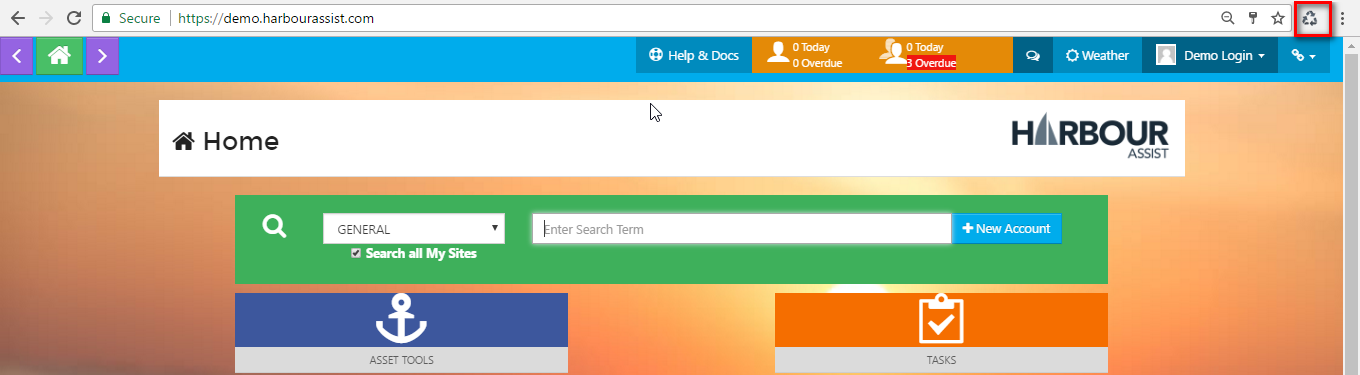 Secure https://demo.harbourassist.com
Help & Docs
0 Today
0 Overdue
0 Today
3 Overdue
Weather
Demo Login
Home
HARBOUR
ASSIST
GENERAL
Enter Search Term
New Account
Search all My Sites
ASSET TOOLS
TASKS